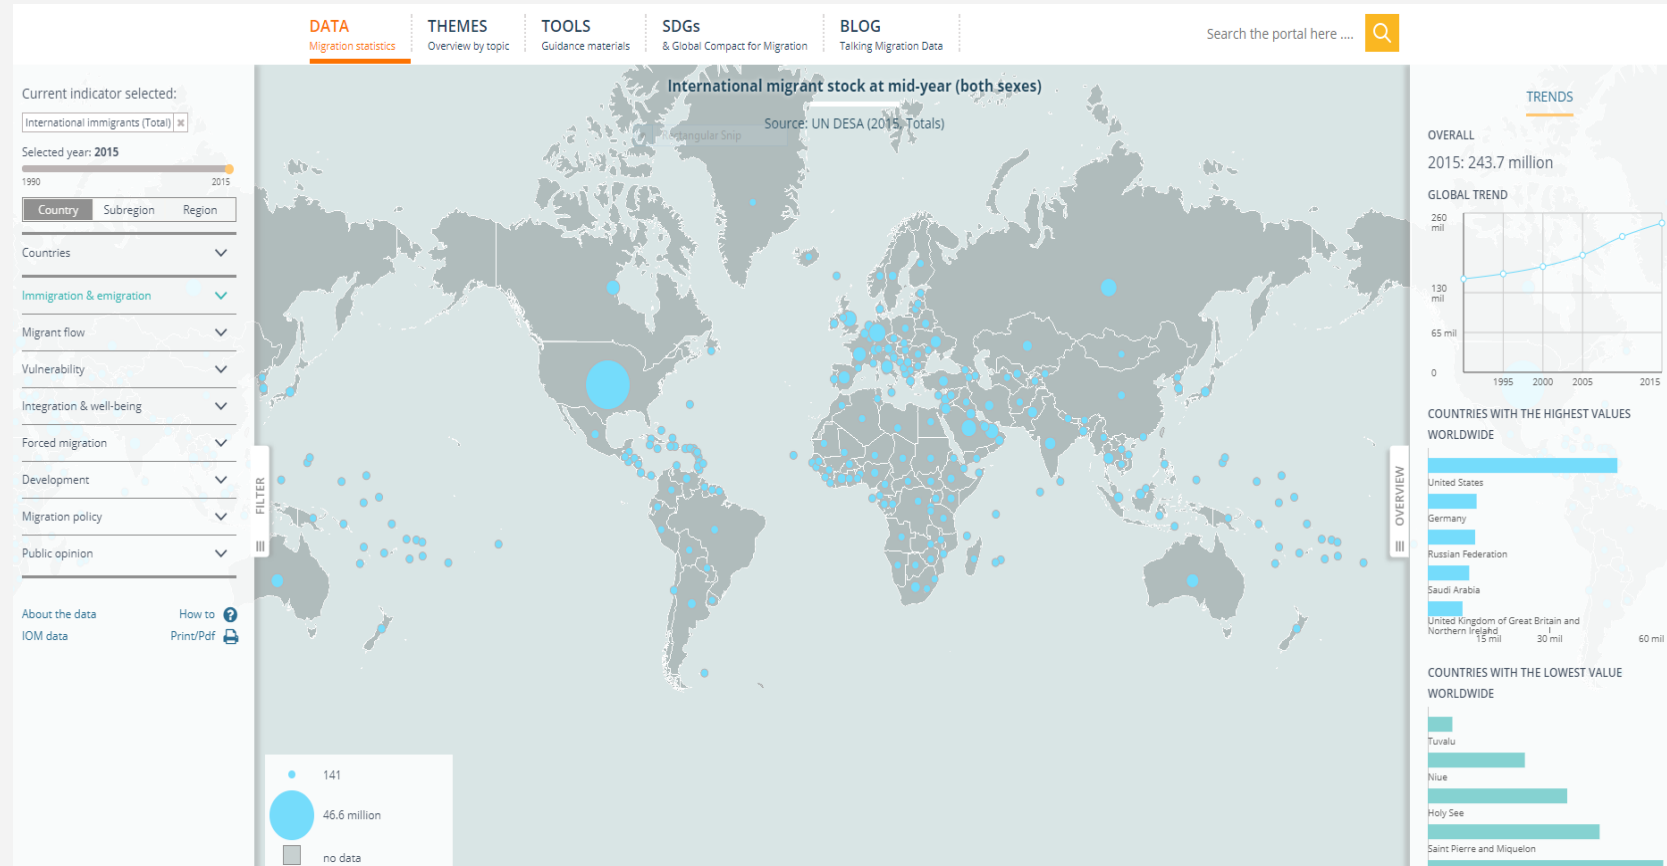 DATA
Migration statistics
THEMES
Overview by topic
TOOLS
Guidance materials
SDGs
& Global Compact for Migration
BLOG
Talking Migration Data
Search the portal here ....
Current indicator selected:
International immigrants (Total) ×
Selected year: 2015
1990 2015
Country Subregion Region
Countries
Immigration & emigration
Migrant flow
Vulnerability
Integration & well-being
Forced migration
Development
Migration policy
Public opinion
About the data How to ?
IOM data Print/Pdf
FILTER
International migrant stock at mid-year (both sexes)
Source: UN DESA (2015, Totals)
Rectangular Snip
141
46.6 million
no data
OVERVIEW
TRENDS
OVERALL
2015: 243.7 million
GLOBAL TREND
260
mil
130
mil
65 mil
0
1995 2000 2005 2015
COUNTRIES WITH THE HIGHEST VALUES
WORLDWIDE
United States
Germany
Russian Federation
Saudi Arabia
United Kingdom of Great Britain and
Northern Ireland
15 mil 30 mil 60 mil
COUNTRIES WITH THE LOWEST VALUE
WORLDWIDE
Tuvalu
Niue
Holy See
Saint Pierre and Miquelon